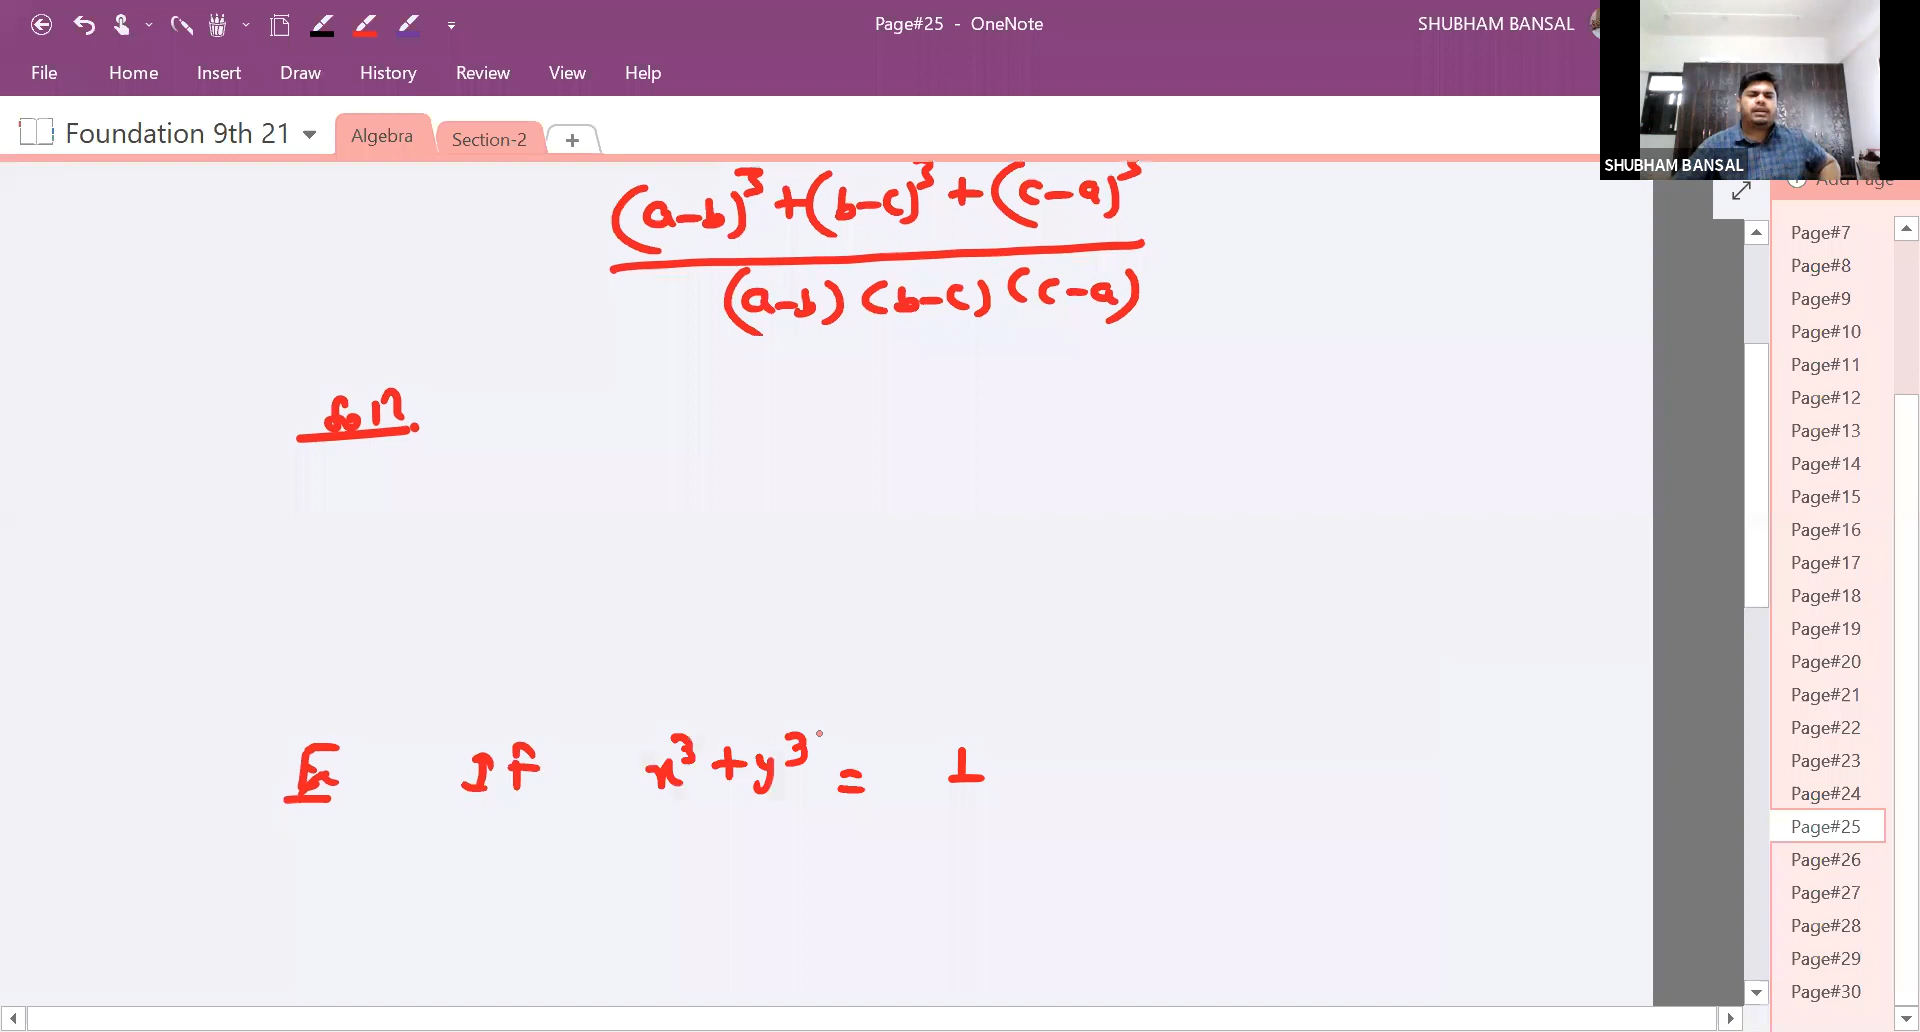 Page#25 - OneNote
SHUBHAM BANSAL
File Home Insert Draw History Review View Help
Foundation 9th 21
Algebra
Section-2
+
SHUBHAM BANSAL
Add Page
(a-b)³+(b-c)³+(c-a)³
(a-b) (b-c) (c-a)
Soln.
Ex If x³+y³= 1
Page#7
Page#8
Page#9
Page#10
Page#11
Page#12
Page#13
Page#14
Page#15
Page#16
Page#17
Page#18
Page#19
Page#20
Page#21
Page#22
Page#23
Page#24
Page#25
Page#26
Page#27
Page#28
Page#29
Page#30